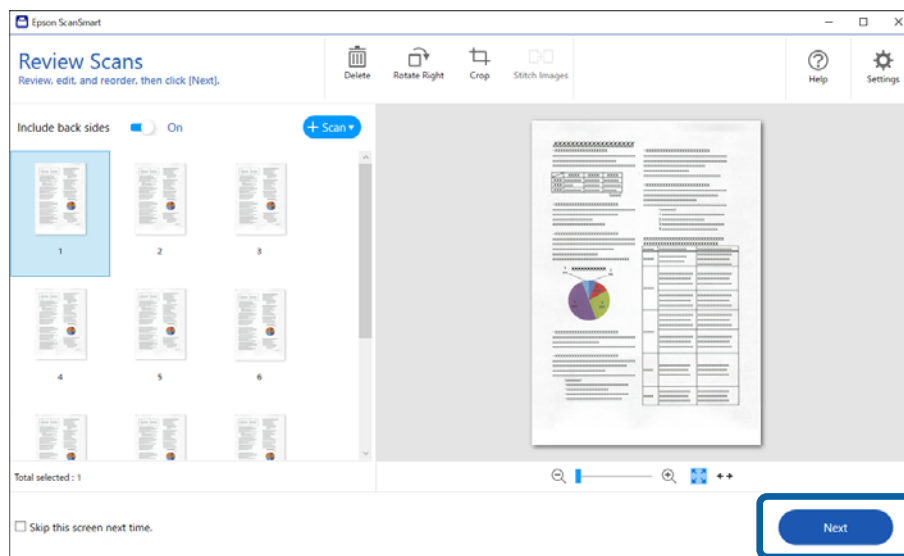 Epson ScanSmart
Review Scans
Review, edit, and reorder, then click [Next].
Delete
Rotate Right
Crop
Stitch Images
Help
Settings
Include back sides
On
+ Scan
1
2
3
4
5
6
Total selected : 1
Skip this screen next time.
Next